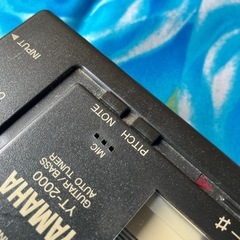 INPUT
PITCH
NOTE
MIC
YAMAHA
YT-2000
GUITAR/BASS
AUTO TUNER
#